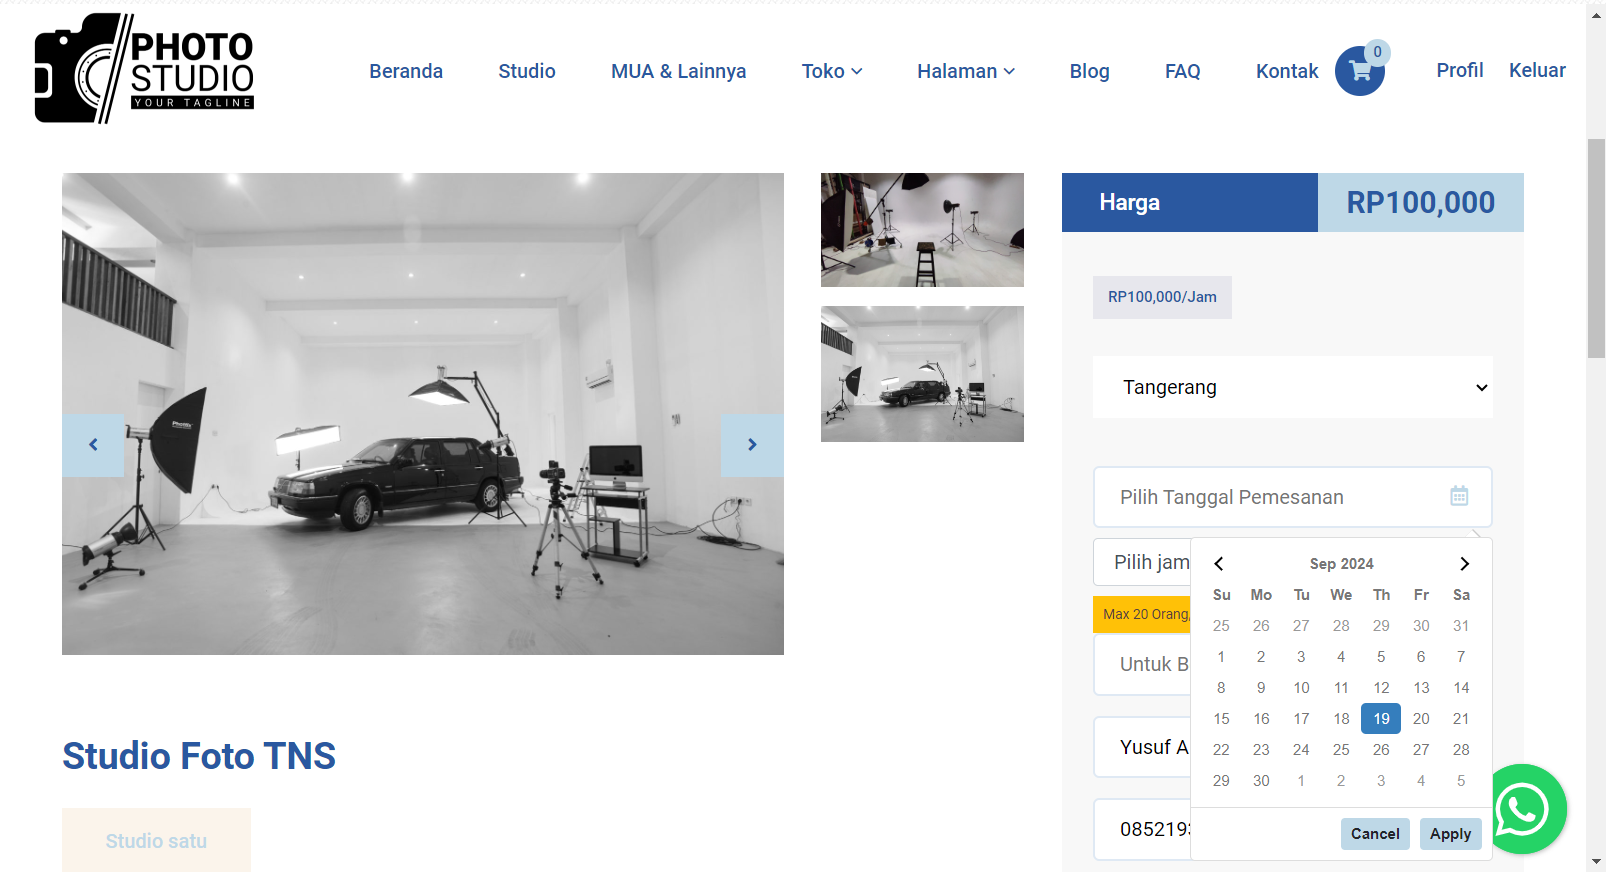 PHOTO
STUDIO
YOUR TAGLINE
Beranda
Studio
MUA & Lainnya
Toko
Halaman
Blog
FAQ
Kontak
0
Profil
Keluar
Harga
RP100,000
RP100,000/Jam
Tangerang
Pilih Tanggal Pemesanan
Pilih jam
Max 20 Orang,
Untuk B
Yusuf A
Sep 2024
Su Mo Tu We Th Fr Sa
25 26 27 28 29 30 31
1 2 3 4 5 6 7
8 9 10 11 12 13 14
15 16 17 18 19 20 21
22 23 24 25 26 27 28
29 30 1 2 3 4 5
Cancel
Apply
Studio Foto TNS
Studio satu